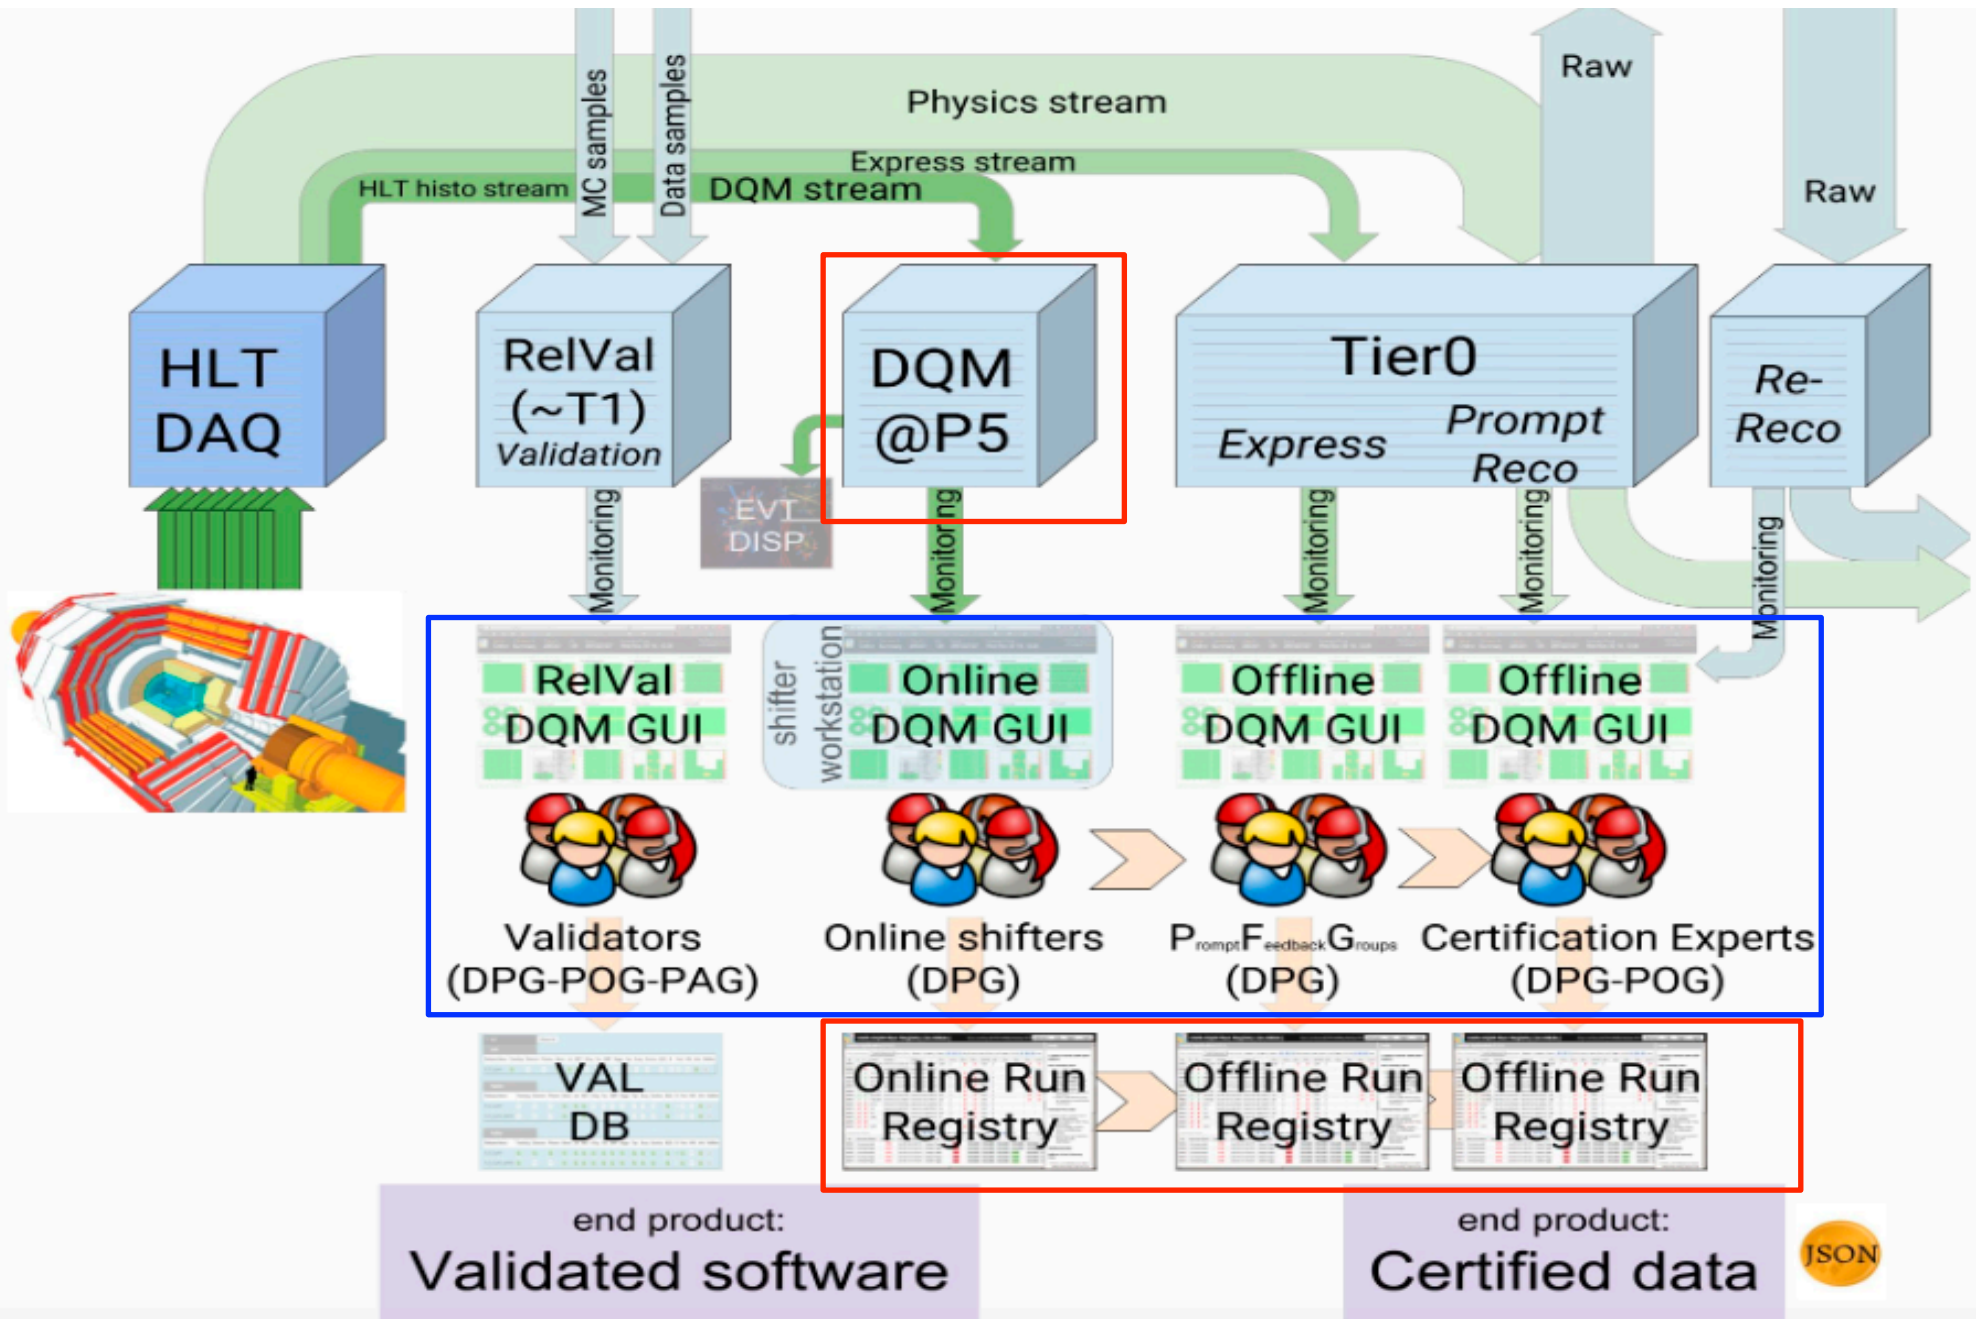 Physics stream
Raw
Express stream
HLT histo stream
MC samples
Data samples
DQM stream
Raw
HLT
DAQ
RelVal
(~T1)
Validation
DQM
@P5
Tier0
Express
Prompt
Reco
Re-
Reco
EVT
DISP
Monitoring
Monitoring
Monitoring
Monitoring
Monitoring
RelVal
DQM GUI
shifter
workstation
Online
DQM GUI
Offline
DQM GUI
Offline
DQM GUI
Validators
(DPG-POG-PAG)
Online shifters
(DPG)
PromptFeedbackGroups
(DPG)
Certification Experts
(DPG-POG)
VAL
DB
Online Run
Registry
Offline Run
Registry
Offline Run
Registry
end product:
Validated software
end product:
Certified data
JSON